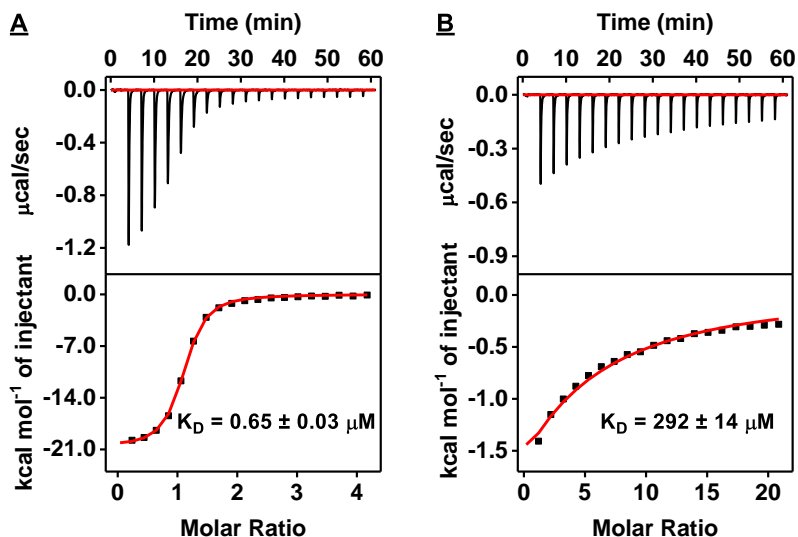 A
Time (min)
0 10 20 30 40 50 60
0.0
-0.4
-0.8
-1.2
μcal/sec
0.0
-7.0
-14.0
-21.0
kcal mol⁻¹ of injectant
K_D = 0.65 ± 0.03 μM
0 1 2 3 4
Molar Ratio
B
Time (min)
0 10 20 30 40 50 60
0.0
-0.3
-0.6
-0.9
μcal/sec
0.0
-0.5
-1.0
-1.5
kcal mol⁻¹ of injectant
K_D = 292 ± 14 μM
0 5 10 15 20
Molar Ratio